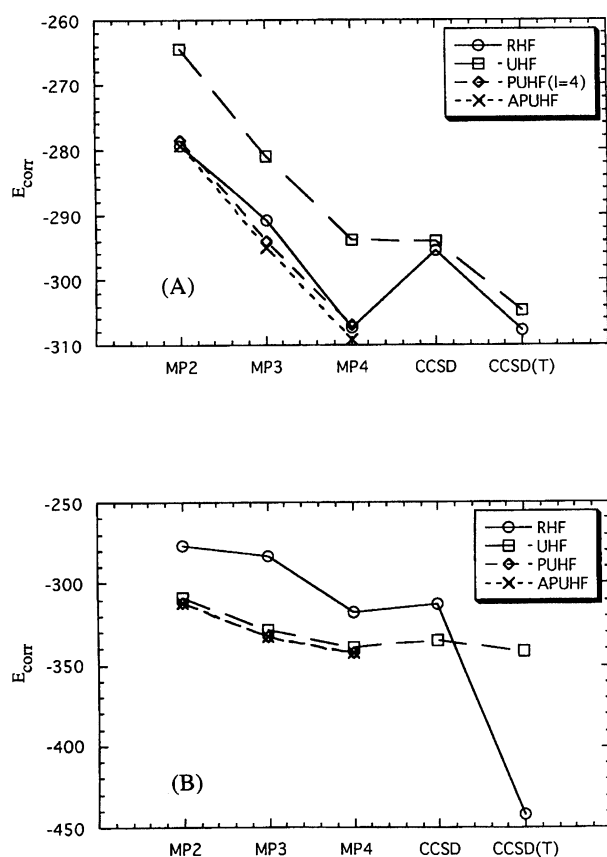 -260
-270
-280
-290
-300
-310
E_corr
RHF
UHF
PUHF(I=4)
APUHF
(A)
MP2 MP3 MP4 CCSD CCSD(T)
-250
-300
-350
-400
-450
E_corr
RHF
UHF
PUHF
APUHF
(B)
MP2 MP3 MP4 CCSD CCSD(T)